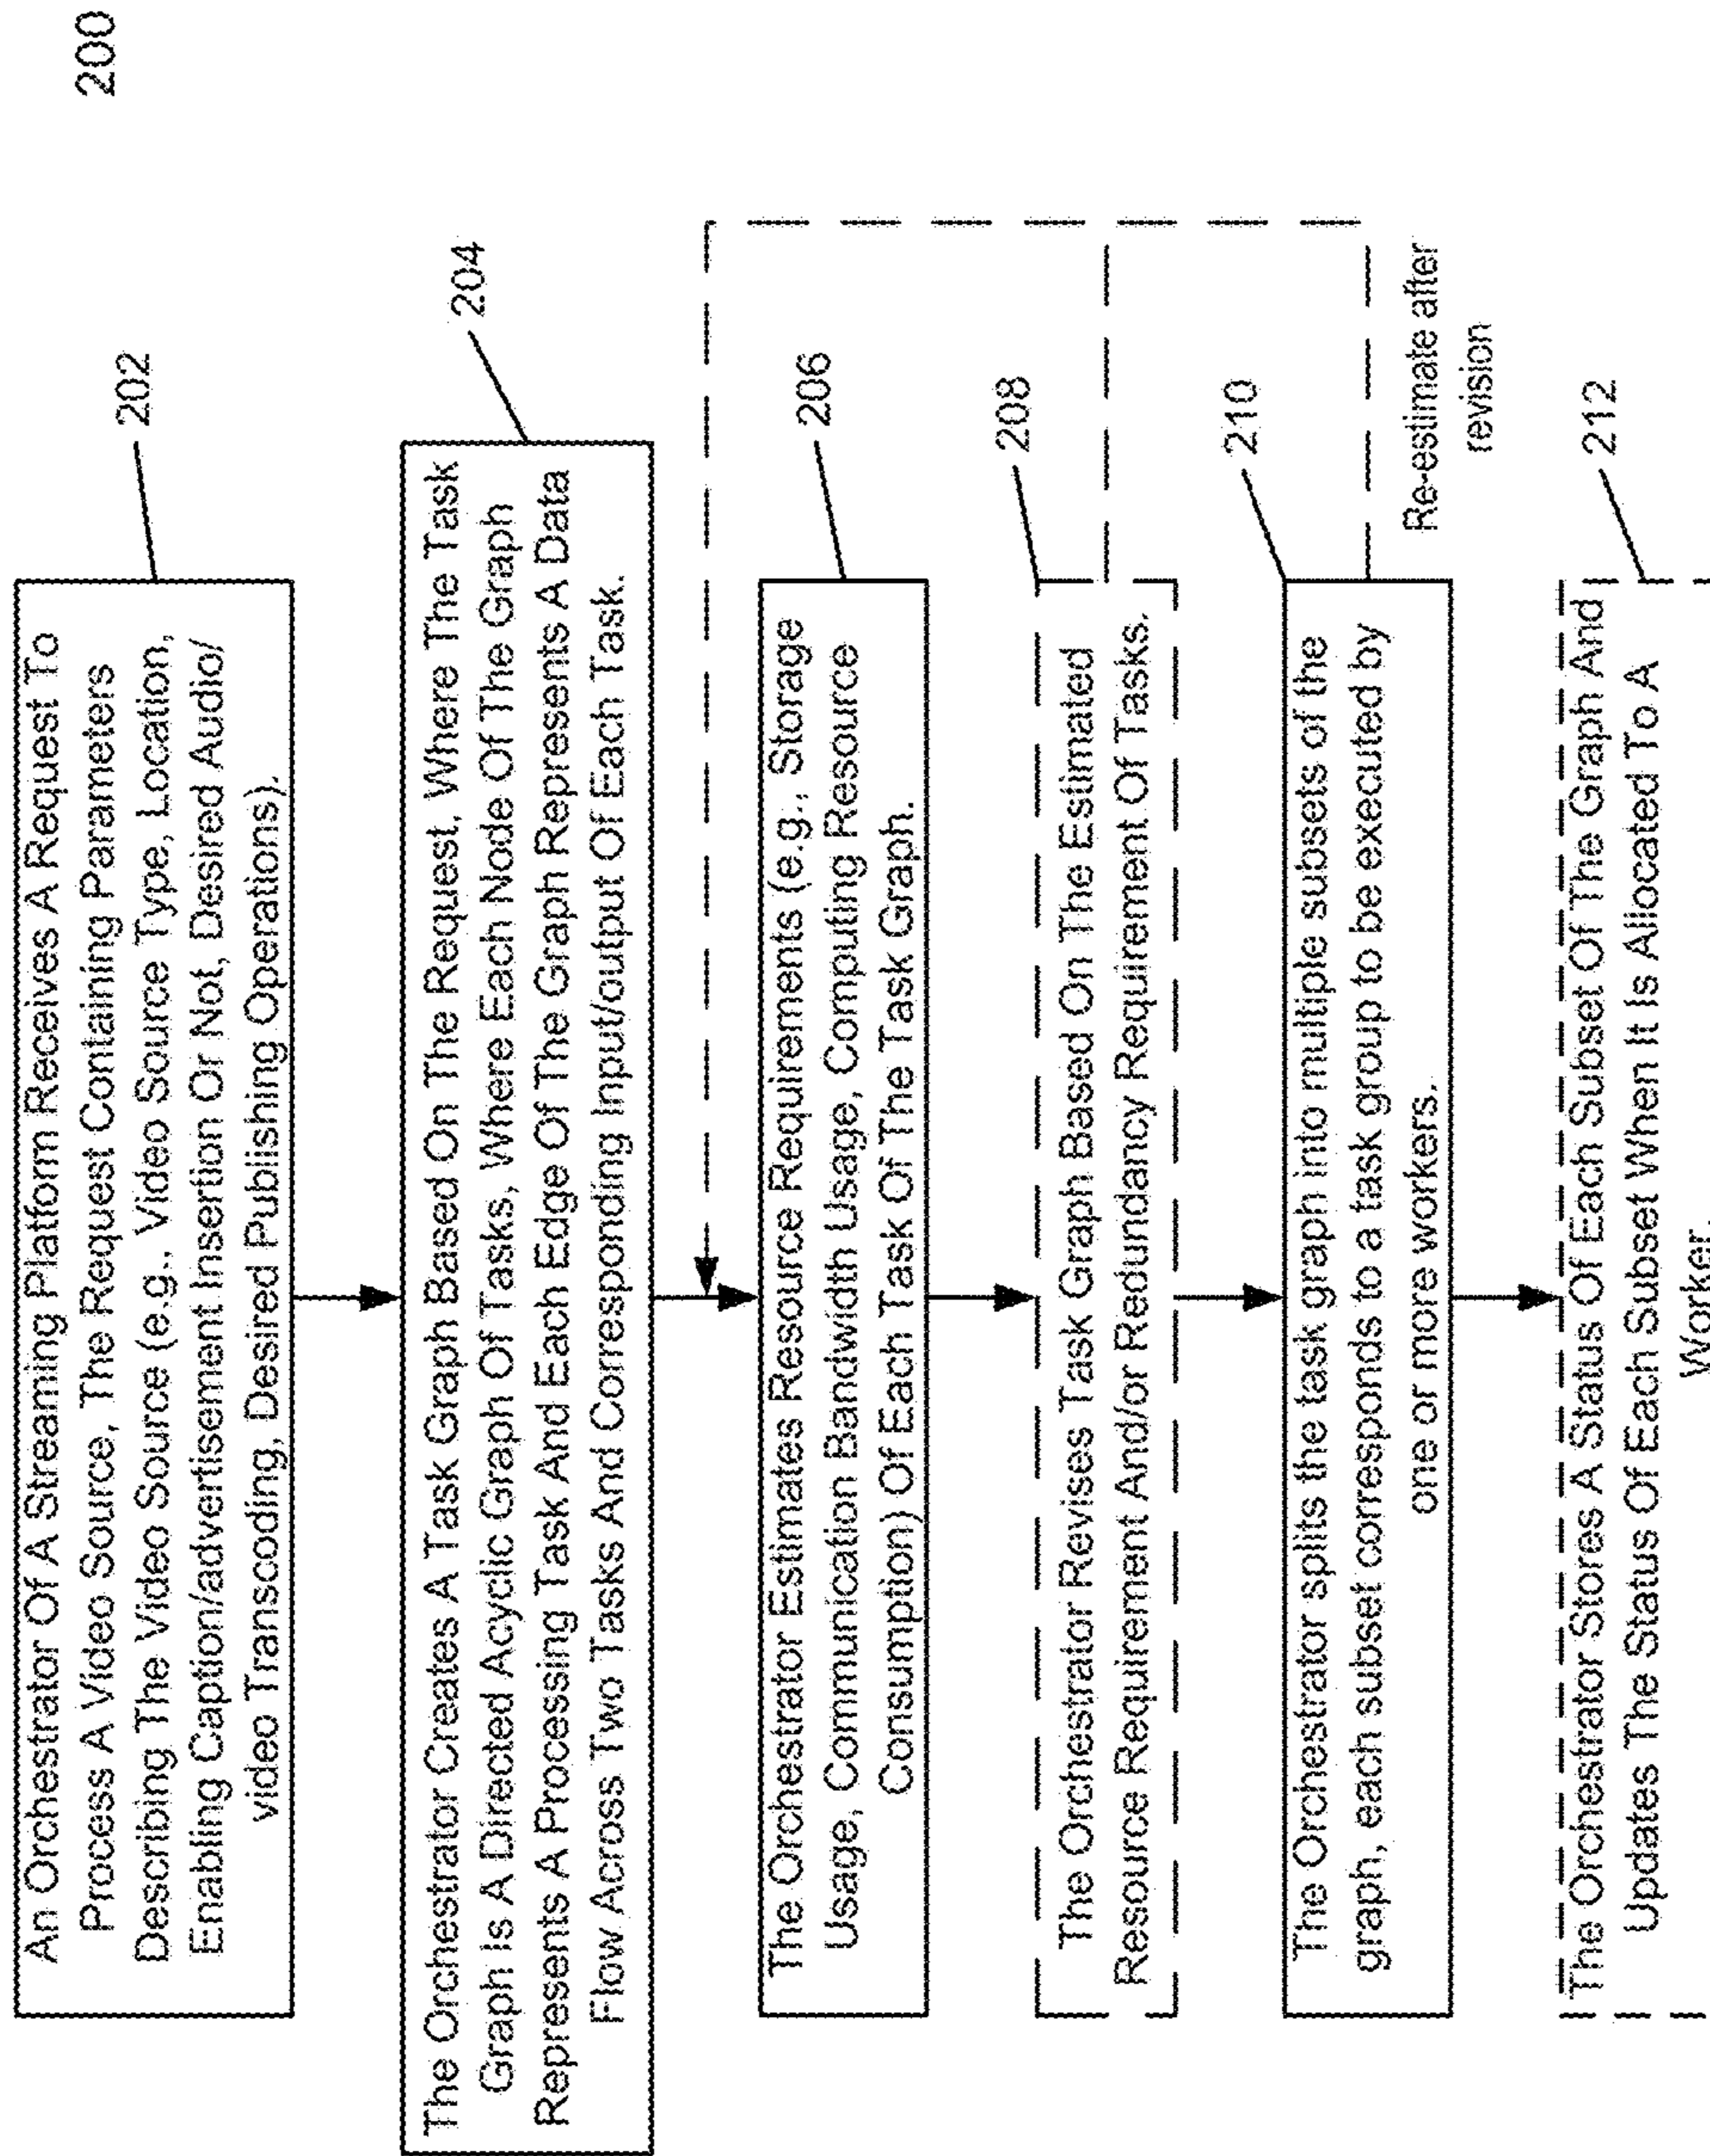 200
An Orchestrator Of A Streaming Platform Receives A Request To
Process A Video Source, The Request Containing Parameters
Describing The Video Source (e.g., Video Source Type, Location,
Enabling Caption/advertisement Insertion Or Not, Desired Audio/
video Transcoding, Desired Publishing Operations).
202
The Orchestrator Creates A Task Graph Based On The Request, Where The Task
Graph Is A Directed Acyclic Graph Of Tasks, Where Each Node Of The Graph
Represents A Processing Task And Each Edge Of The Graph Represents A Data
Flow Across Two Tasks And Corresponding Input/output Of Each Task.
204
The Orchestrator Estimates Resource Requirements (e.g., Storage
Usage, Communication Bandwidth Usage, Computing Resource
Consumption) Of Each Task Of The Task Graph.
206
The Orchestrator Revises Task Graph Based On The Estimated
Resource Requirement And/or Redundancy Requirement Of Tasks.
208
The Orchestrator splits the task graph into multiple subsets of the
graph, each subset corresponds to a task group to be executed by
one or more workers.
210
Re-estimate after
revision
The Orchestrator Stores A Status Of Each Subset Of The Graph And
Updates The Status Of Each Subset When It Is Allocated To A
Worker.
212